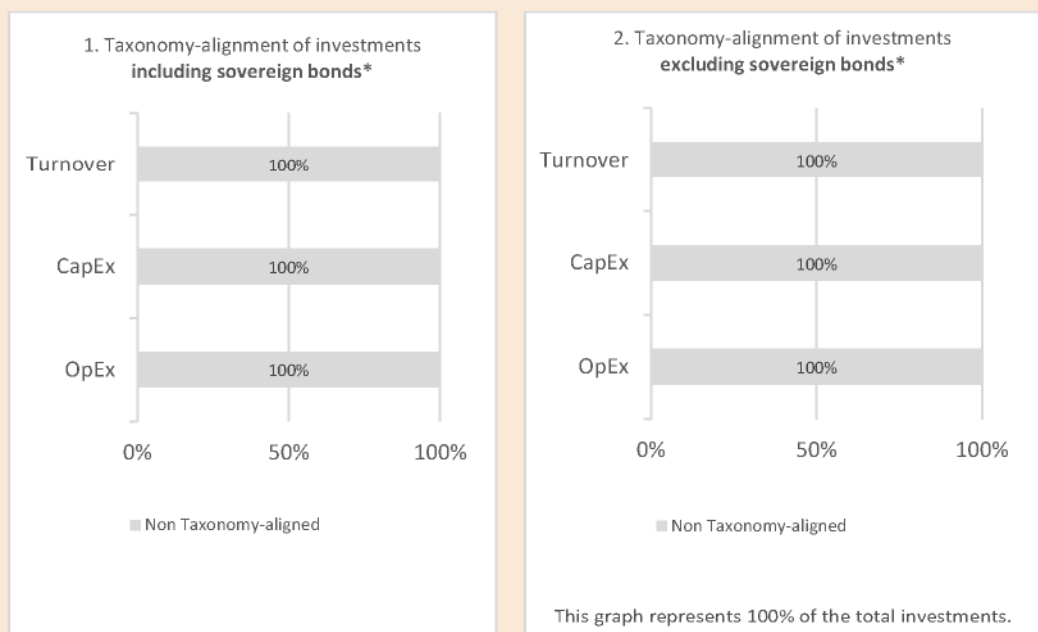 1. Taxonomy-alignment of investments
including sovereign bonds*
Turnover
100%
CapEx
100%
OpEx
100%
0%
50%
100%
Non Taxonomy-aligned
2. Taxonomy-alignment of investments
excluding sovereign bonds*
Turnover
100%
CapEx
100%
OpEx
100%
0%
50%
100%
Non Taxonomy-aligned
This graph represents 100% of the total investments.